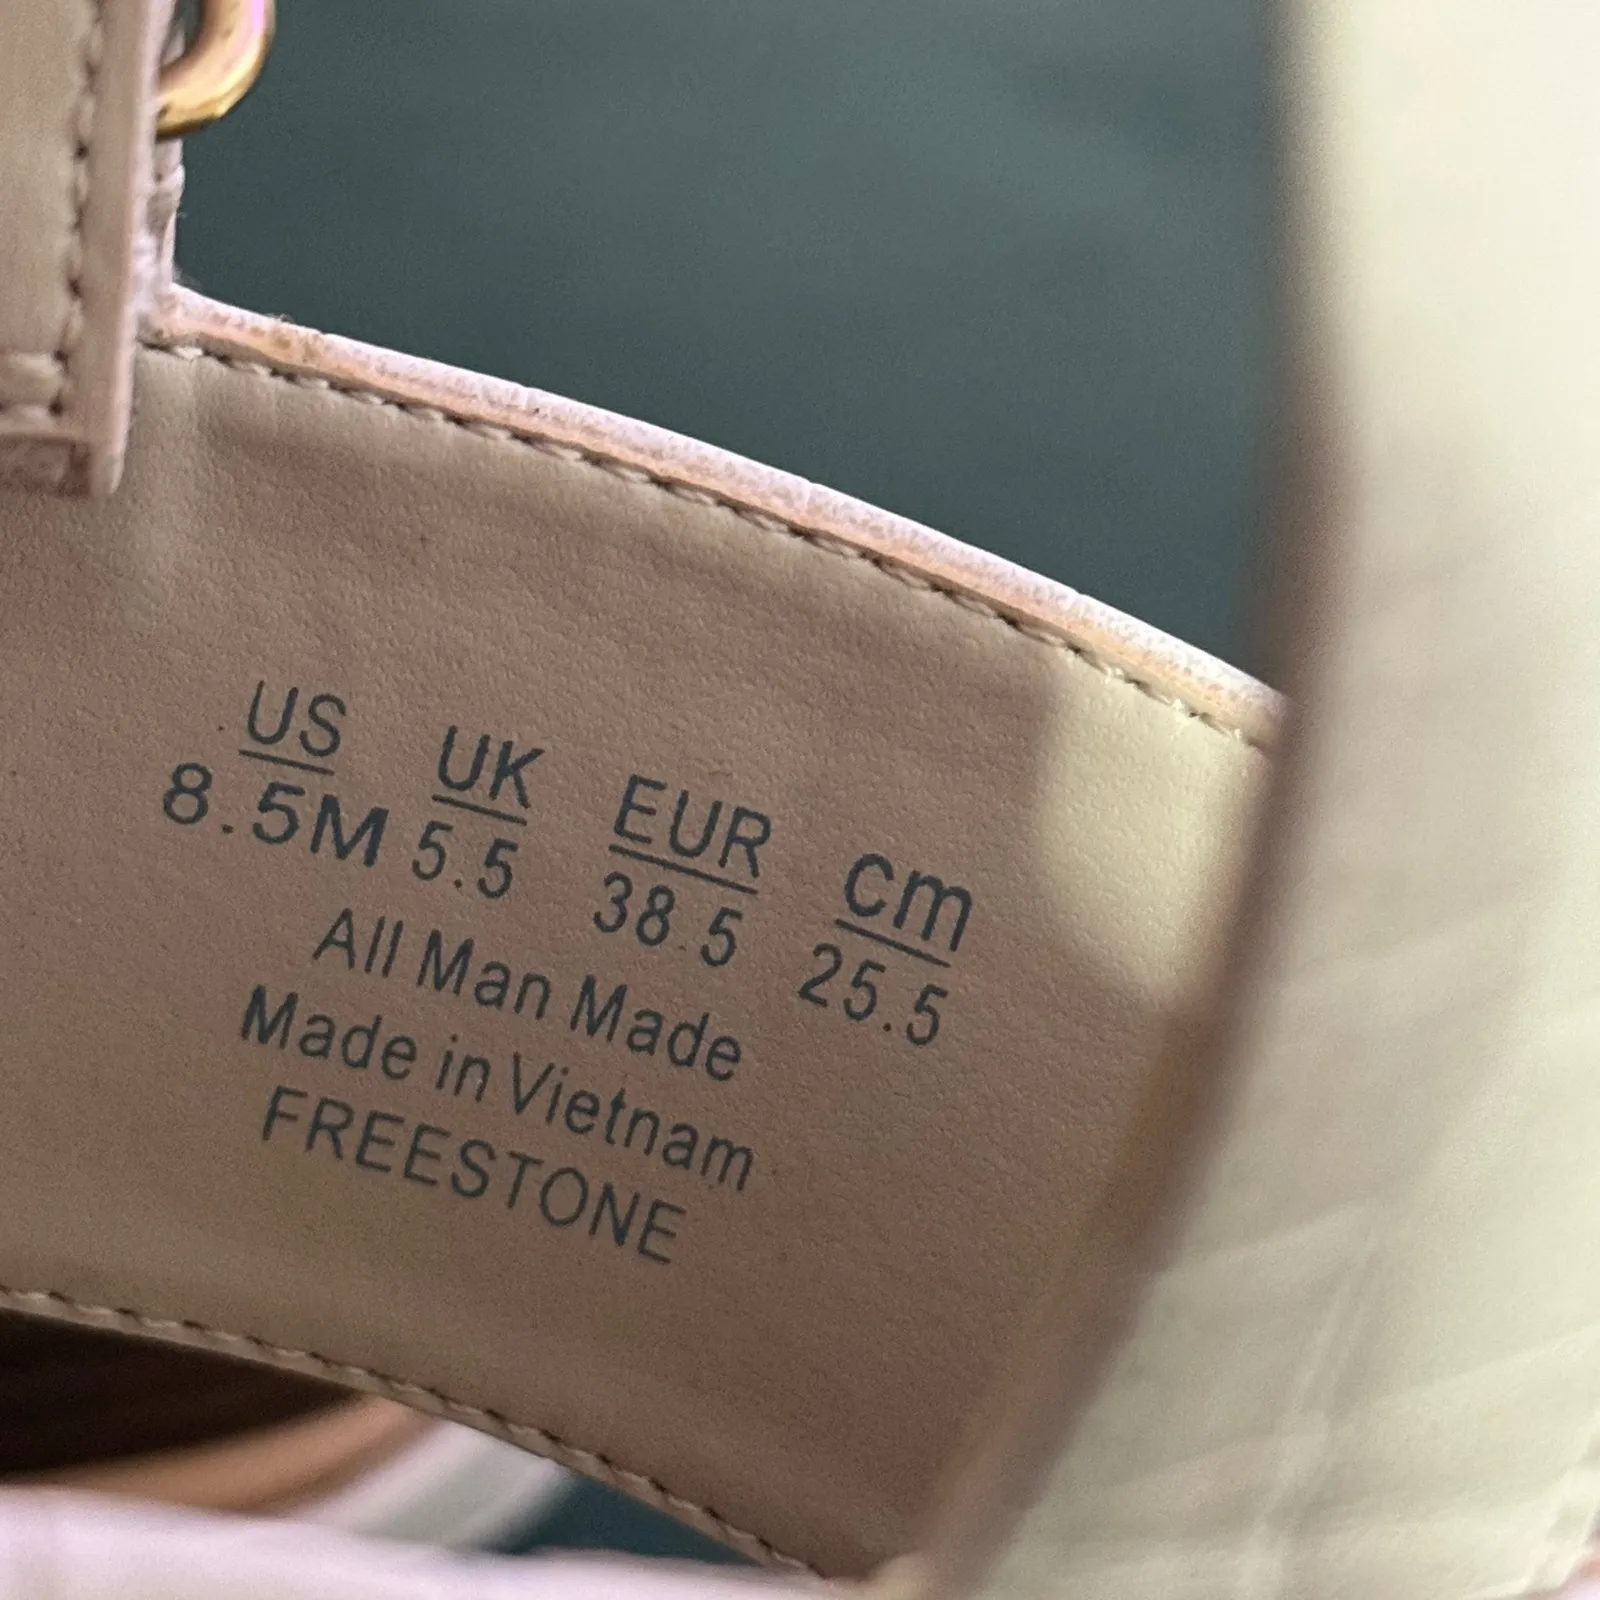 US UK EUR cm
8.5M 5.5 38.5 25.5
All Man Made
Made in Vietnam
FREESTONE